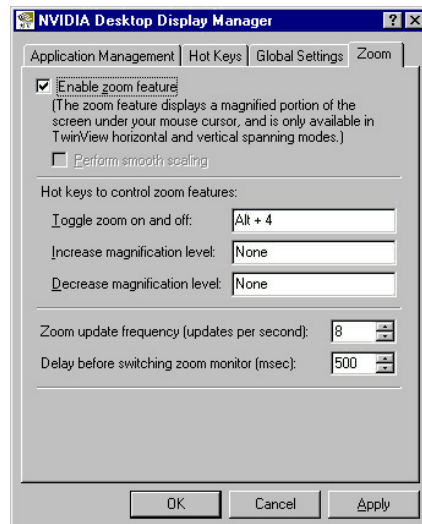 NVIDIA Desktop Display Manager
Application Management Hot Keys Global Settings Zoom
Enable zoom feature
(The zoom feature displays a magnified portion of the
screen under your mouse cursor, and is only available in
TwinView horizontal and vertical spanning modes.)
Perform smooth scaling
Hot keys to control zoom features:
Toggle zoom on and off: Alt + 4
Increase magnification level: None
Decrease magnification level: None
Zoom update frequency (updates per second): 8
Delay before switching zoom monitor (msec): 500
OK Cancel Apply